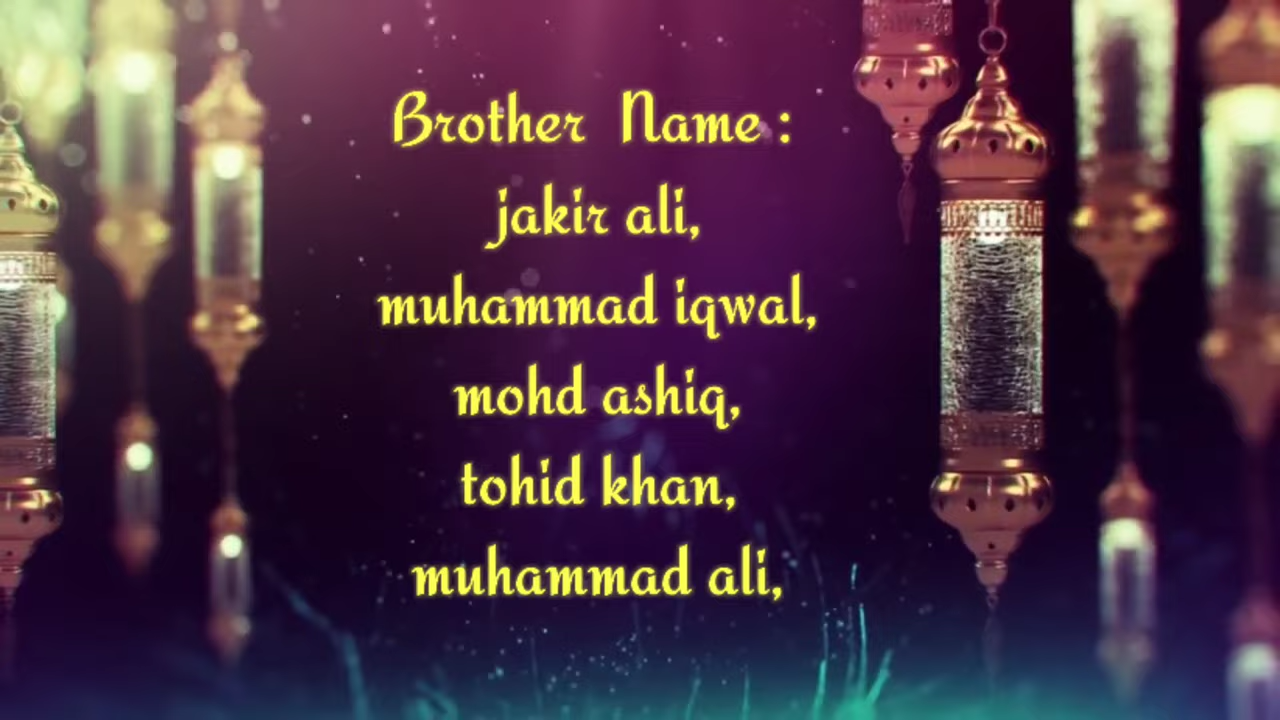 Brother Name :
jakir ali,
muhammad iqwal,
mohd ashiq,
tohid khan,
muhammad ali,